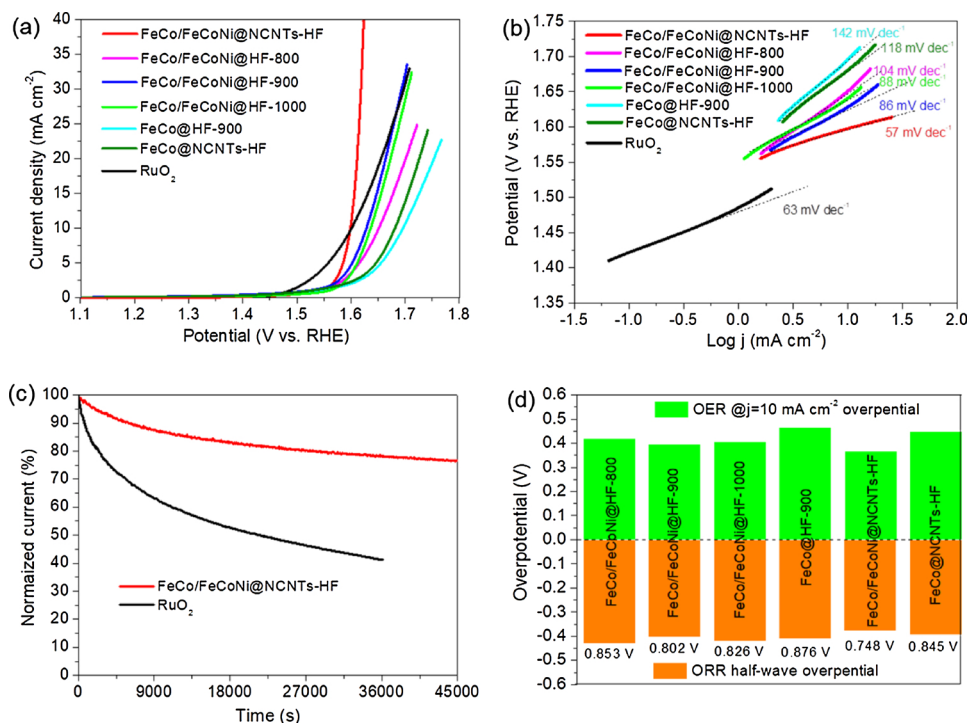 (a)
40
35
30
25
20
15
10
5
0
Current density (mA cm⁻²)
FeCo/FeCoNi@NCNTs-HF
FeCo/FeCoNi@HF-800
FeCo/FeCoNi@HF-900
FeCo/FeCoNi@HF-1000
FeCo@HF-900
FeCo@NCNTs-HF
RuO₂
1.1 1.2 1.3 1.4 1.5 1.6 1.7 1.8
Potential (V vs. RHE)
(b)
1.75
1.70
1.65
1.60
1.55
1.50
1.45
1.40
1.35
Potential (V vs. RHE)
FeCo/FeCoNi@NCNTs-HF
FeCo/FeCoNi@HF-800
FeCo/FeCoNi@HF-900
FeCo/FeCoNi@HF-1000
FeCo@HF-900
FeCo@NCNTs-HF
RuO₂
142 mV dec⁻¹
118 mV dec⁻¹
104 mV dec⁻¹
88 mV dec⁻¹
86 mV dec⁻¹
57 mV dec⁻¹
63 mV dec⁻¹
-1.5 -1.0 -0.5 0.0 0.5 1.0 1.5 2.0
Log j (mA cm⁻²)
(c)
100
90
80
70
60
50
40
30
20
10
0
Normaized current (%)
FeCo/FeCoNi@NCNTs-HF
RuO₂
0 9000 18000 27000 36000 45000
Time (s)
(d)
0.6
0.5
0.4
0.3
0.2
0.1
0.0
-0.1
-0.2
-0.3
-0.4
-0.5
-0.6
Overpotential (V)
OER @j=10 mA cm⁻² overpential
FeCo/FeCoNi@HF-800
FeCo/FeCoNi@HF-900
FeCo/FeCoNi@HF-1000
FeCo@HF-900
FeCo/FeCoNi@NCNTs-HF
FeCo@NCNTs-HF
0.853 V 0.802 V 0.826 V 0.876 V 0.748 V 0.845 V
ORR half-wave overpential